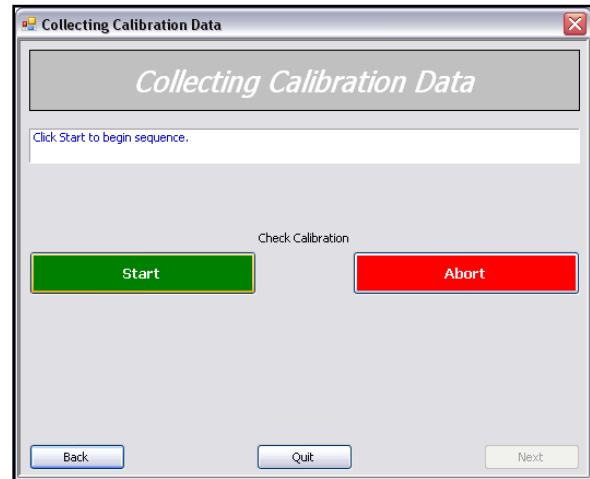 Collecting Calibration Data
Collecting Calibration Data
Click Start to begin sequence.
Check Calibration
Start Abort
Back Quit Next